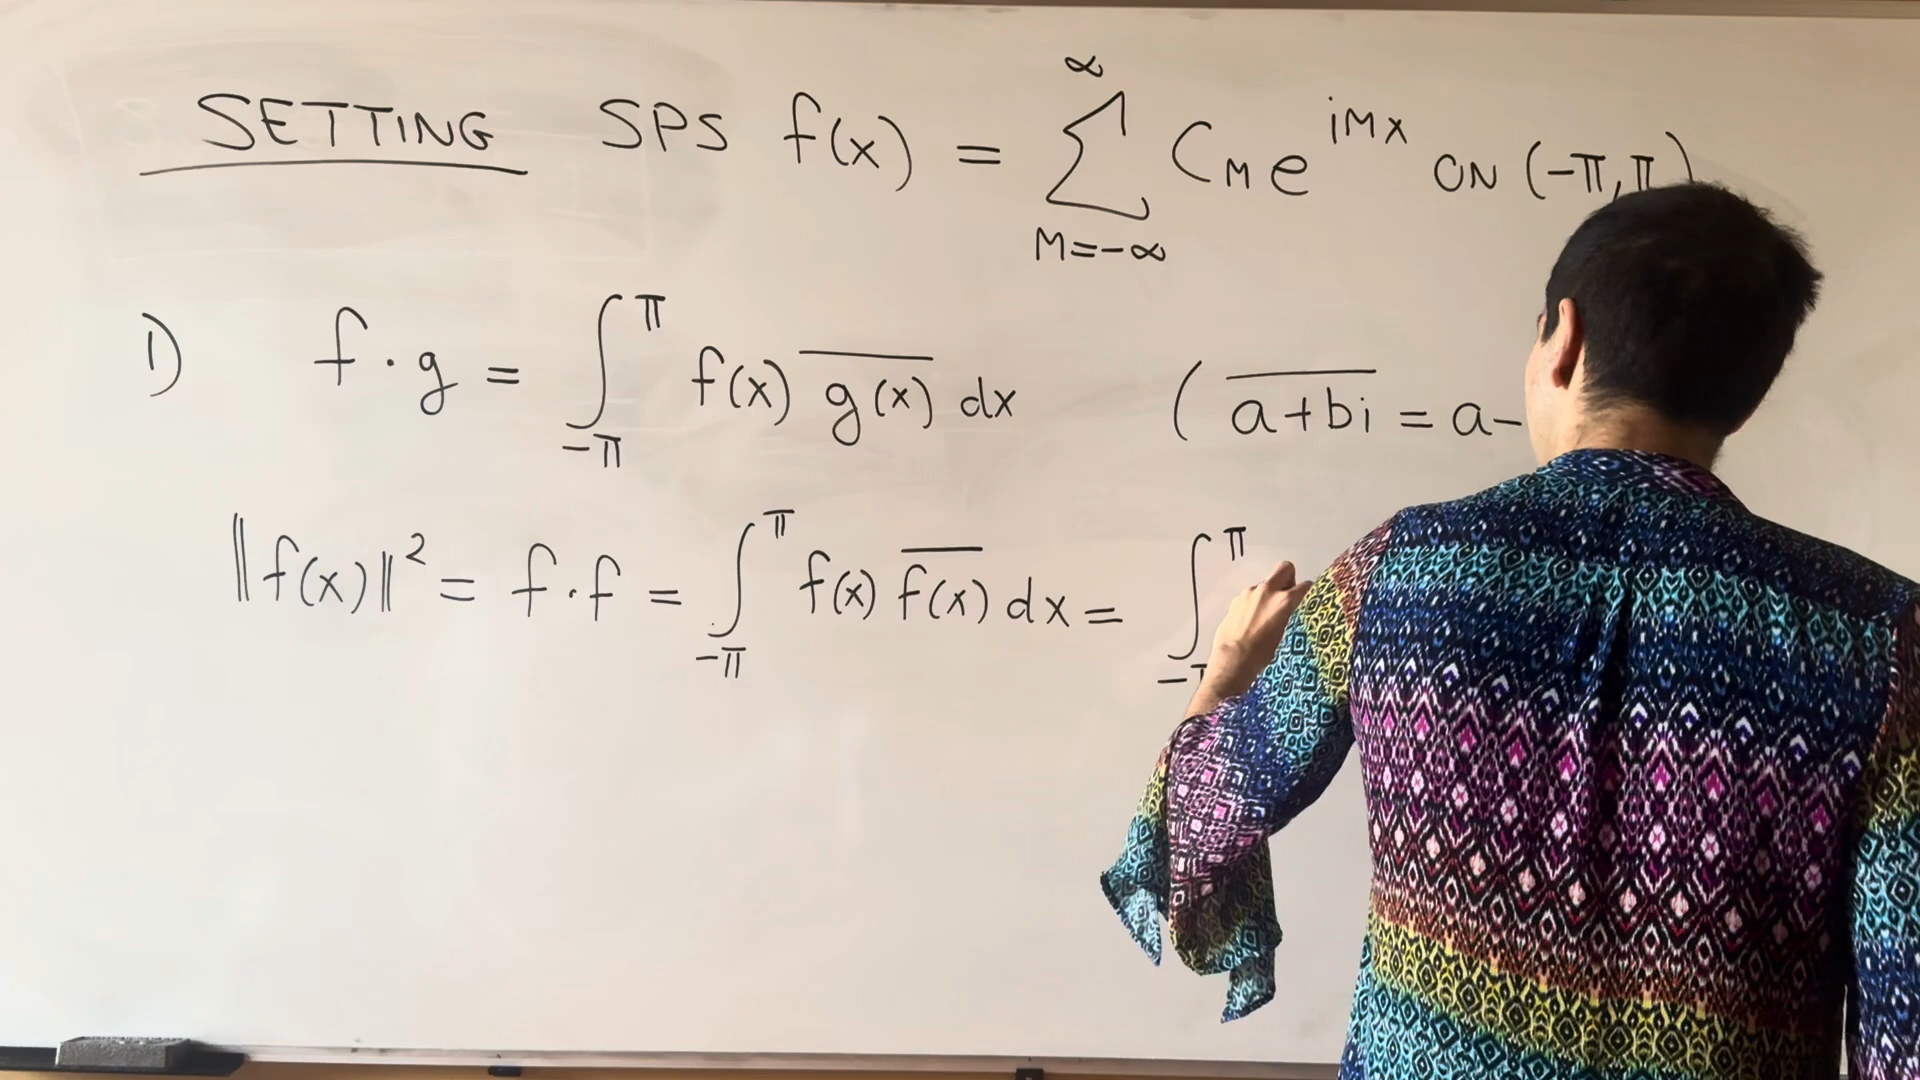 SETTING SPS f(x) = ∞ ∑ M=-∞ C_M e^{iMx} ON (-π, π)
1) f · g = ∫_{-π}^{π} f(x) \overline{g(x)} dx ( \overline{a+bi} = a-
‖f(x)‖² = f · f = ∫_{-π}^{π} f(x) \overline{f(x)} dx = ∫_{-π}^{π}